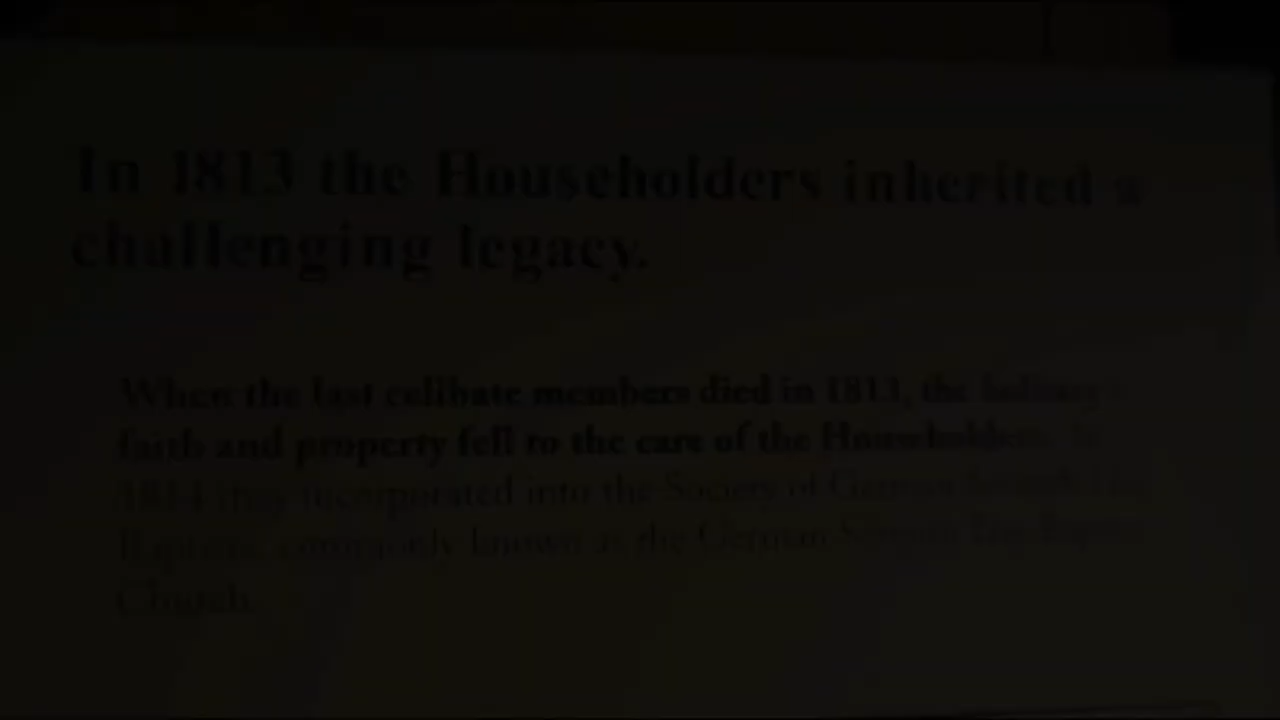 In 1813 the Householders inherited a
challenging legacy.
When the last celibate members died in 1813, the
faith and property fell to the care of the Householders. In
1814 they incorporated into the Society of German Seventh Day
Baptists, commonly known as the German Seventh Day Baptist
Church.